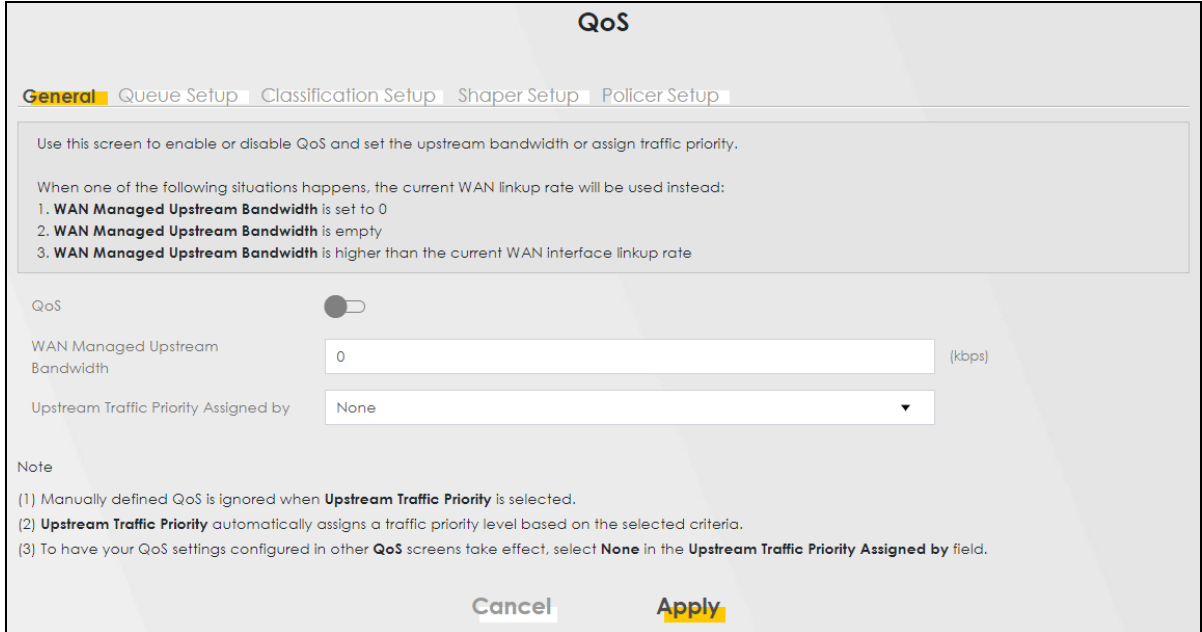 QoS
General Queue Setup Classification Setup Shaper Setup Policer Setup
Use this screen to enable or disable QoS and set the upstream bandwidth or assign traffic priority.
When one of the following situations happens, the current WAN linkup rate will be used instead:
1. WAN Managed Upstream Bandwidth is set to 0
2. WAN Managed Upstream Bandwidth is empty
3. WAN Managed Upstream Bandwidth is higher than the current WAN interface linkup rate
QoS
WAN Managed Upstream
Bandwidth
0 (kbps)
Upstream Traffic Priority Assigned by None
Note
(1) Manually defined QoS is ignored when Upstream Traffic Priority is selected.
(2) Upstream Traffic Priority automatically assigns a traffic priority level based on the selected criteria.
(3) To have your QoS settings configured in other QoS screens take effect, select None in the Upstream Traffic Priority Assigned by field.
Cancel Apply